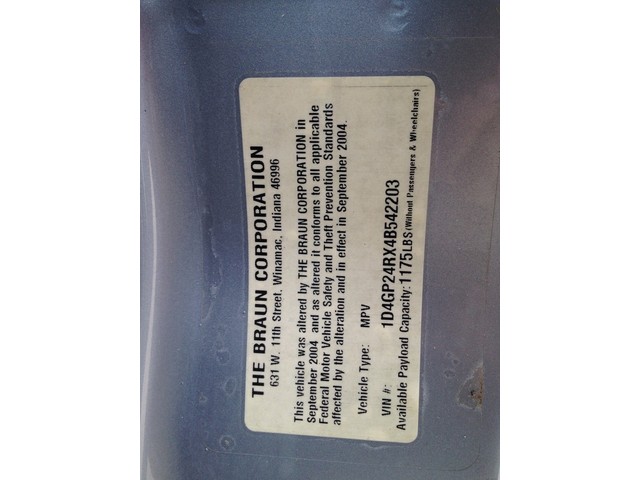 THE BRAUN CORPORATION
631 W. 11th Street, Winamac, Indiana 46996
This vehicle was altered by THE BRAUN CORPORATION in
September 2004 and as altered it conforms to all applicable
Federal Motor Vehicle Safety and Theft Prevention Standards
affected by the alteration and in effect in September 2004.
Vehicle Type: MPV
VIN #: 1D4GP24RX4B542203
Available Payload Capacity: 1175LBS (Without Passengers & Wheelchairs)